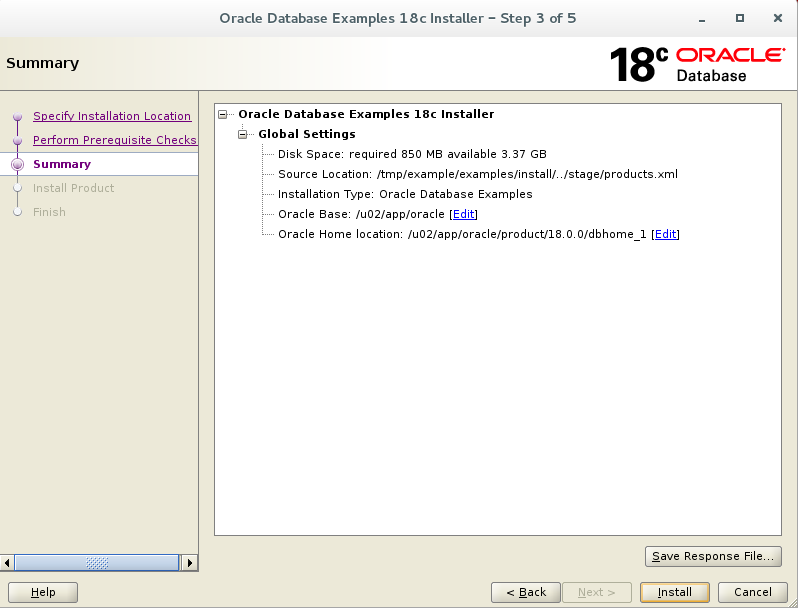 Oracle Database Examples 18c Installer – Step 3 of 5
Summary
18c ORACLE
Database
Specify Installation Location
Perform Prerequisite Checks
Summary
Install Product
Finish
Oracle Database Examples 18c Installer
Global Settings
Disk Space: required 850 MB available 3.37 GB
Source Location: /tmp/example/examples/install/../stage/products.xml
Installation Type: Oracle Database Examples
Oracle Base: /u02/app/oracle [Edit]
Oracle Home location: /u02/app/oracle/product/18.0.0/dbhome_1 [Edit]
Save Response File...
Help
< Back
Next >
Install
Cancel